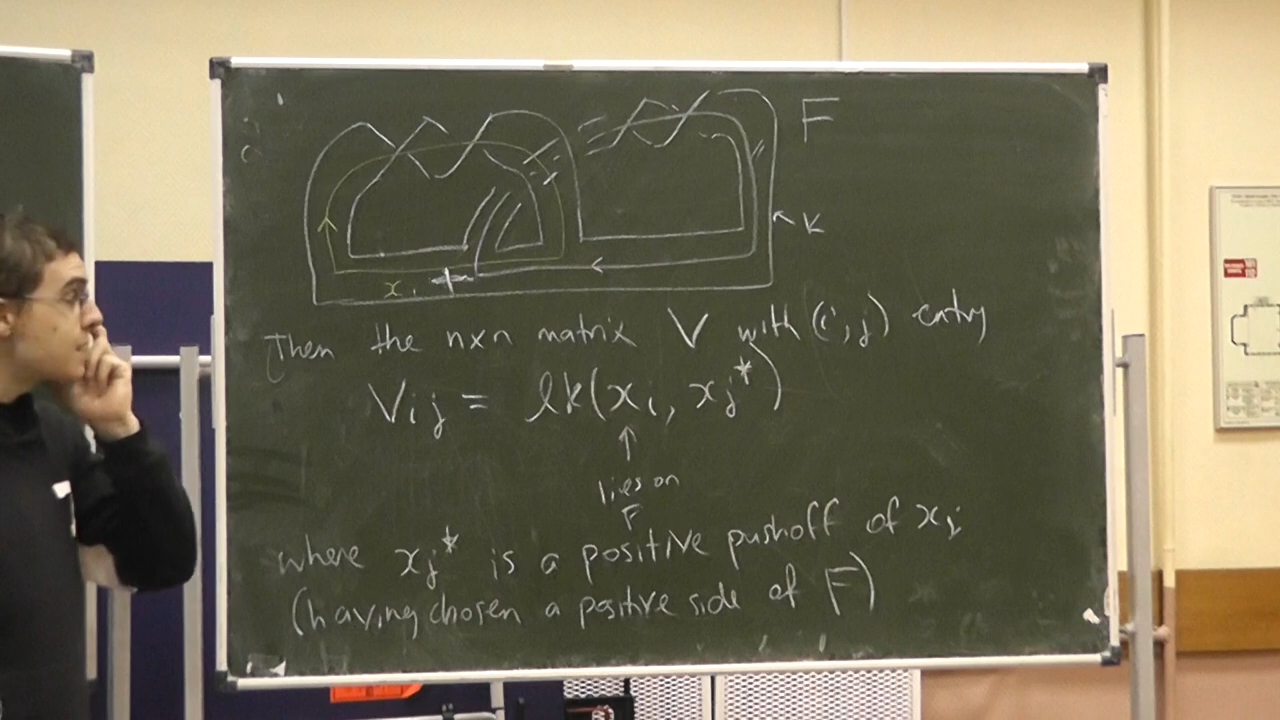 F
K
x₁ +
Then the n×n matrix V with (i,j) entry
Vij = lk(xi, xj*)
↑
lies on
F
where xj* is a positive pushoff of xj
(having chosen a positive side of F)